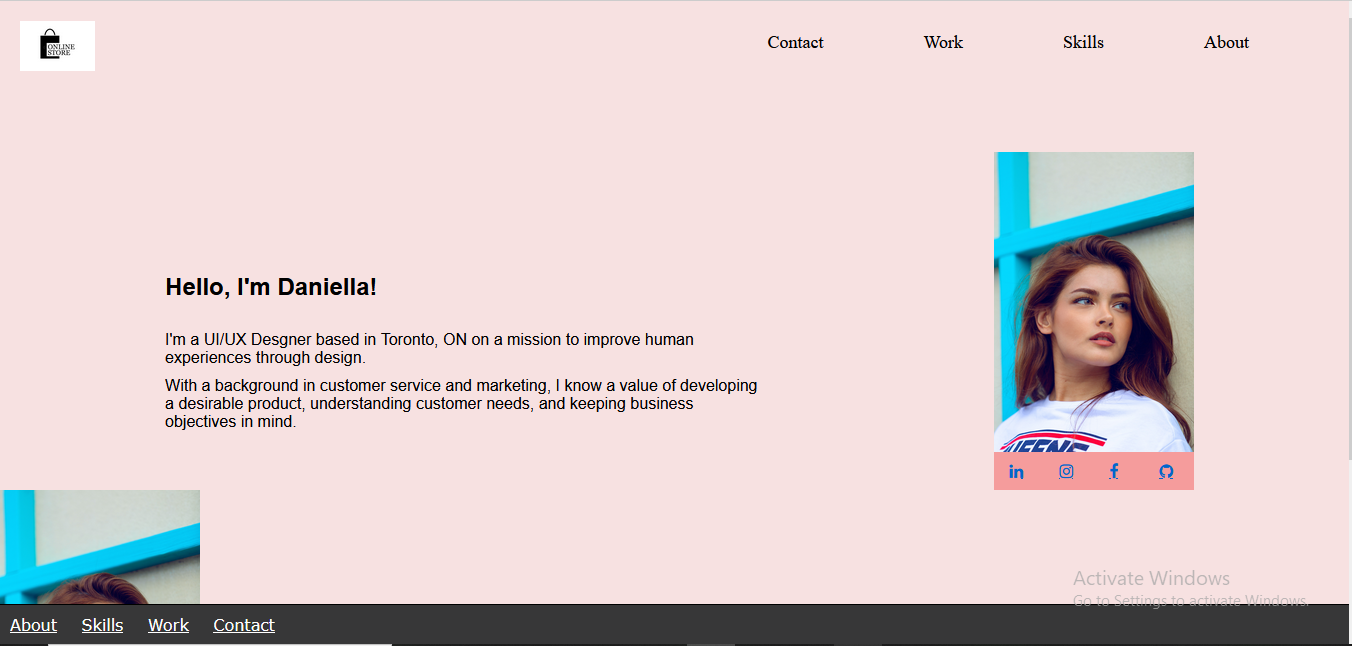 ONLINE
STORE
Contact Work Skills About
Hello, I'm Daniella!
I'm a UI/UX Desgner based in Toronto, ON on a mission to improve human
experiences through design.
With a background in customer service and marketing, I know a value of developing
a desirable product, understanding customer needs, and keeping business
objectives in mind.
in
f
Activate Windows
Go to Settings to activate Windows.
About Skills Work Contact